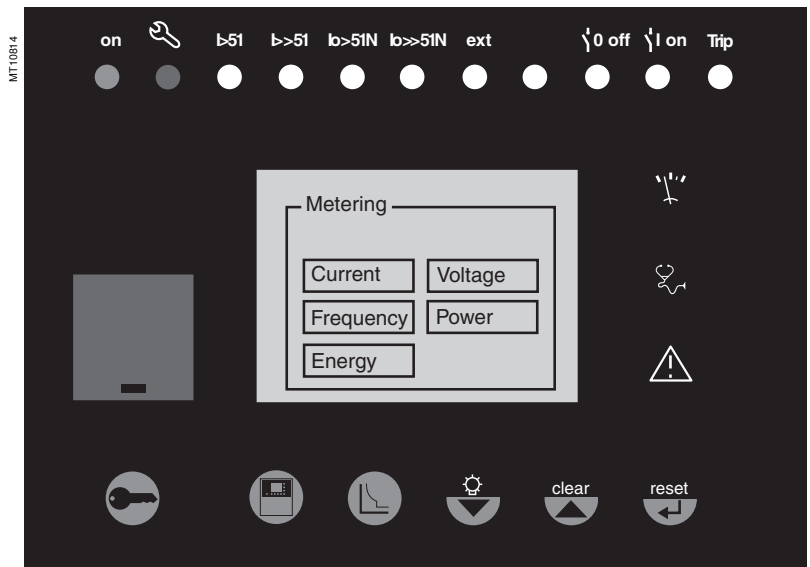 MT10814
on I>51 I>>51 Io>51N Io>>51N ext 0 off I on Trip
Metering
Current Voltage
Frequency Power
Energy
clear reset